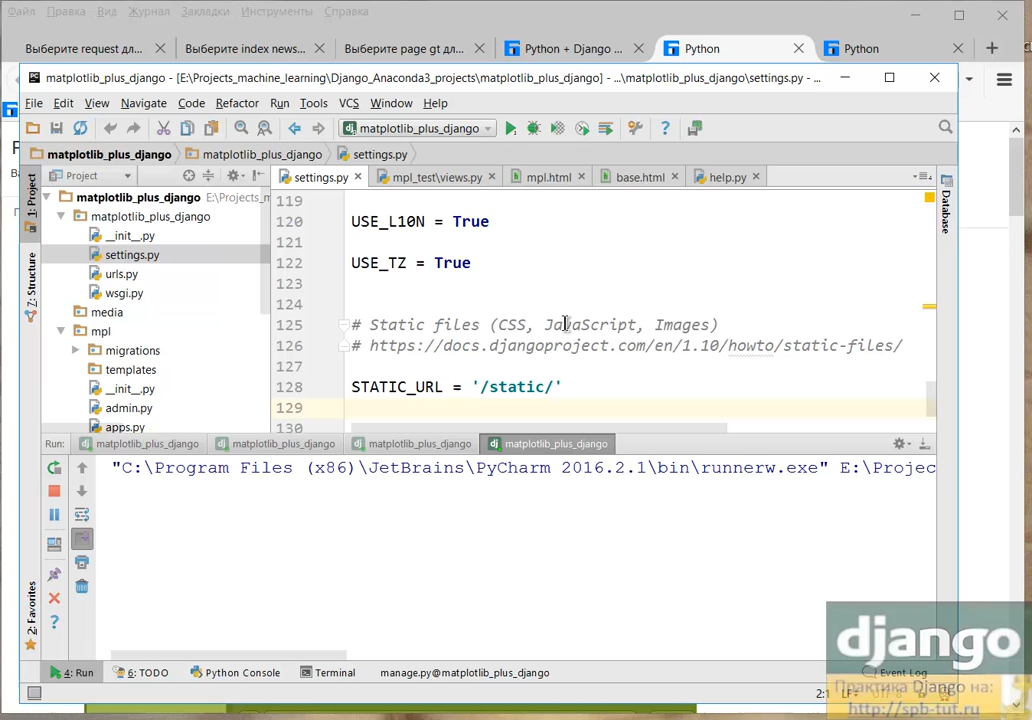 Файл Правка Вид Журнал Закладки Инструменты Справка
Выберите request дл... Выберите index news... Выберите page gt дл... Python + Django ... Python Python
matplotlib_plus_django - [E:\Projects_machine_learning\Django_Anaconda3_projects\matplotlib_plus_django] - ...\matplotlib_plus_django\settings.py - ...
File Edit View Navigate Code Refactor Run Tools VCS Window Help
matplotlib_plus_django
matplotlib_plus_django matplotlib_plus_django settings.py
Project settings.py mpl_test\views.py mpl.html base.html help.py
1: Project
7: Structure
2: Favorites
Database
matplotlib_plus_django E:\Projects_m
matplotlib_plus_django
__init__.py
settings.py
urls.py
wsgi.py
media
mpl
migrations
templates
__init__.py
admin.py
apps.py
119
120 USE_L10N = True
121
122 USE_TZ = True
123
124
125 # Static files (CSS, JavaScript, Images)
126 # https://docs.djangoproject.com/en/1.10/howto/static-files/
127
128 STATIC_URL = '/static/'
129
130
Run: matplotlib_plus_django matplotlib_plus_django matplotlib_plus_django matplotlib_plus_django
"C:\Program Files (x86)\JetBrains\PyCharm 2016.2.1\bin\runnerw.exe" E:\Projec
4: Run 6: TODO Python Console Terminal manage.py@matplotlib_plus_django Event Log
2:1
django
Практика Django на:
http://spb-tut.ru